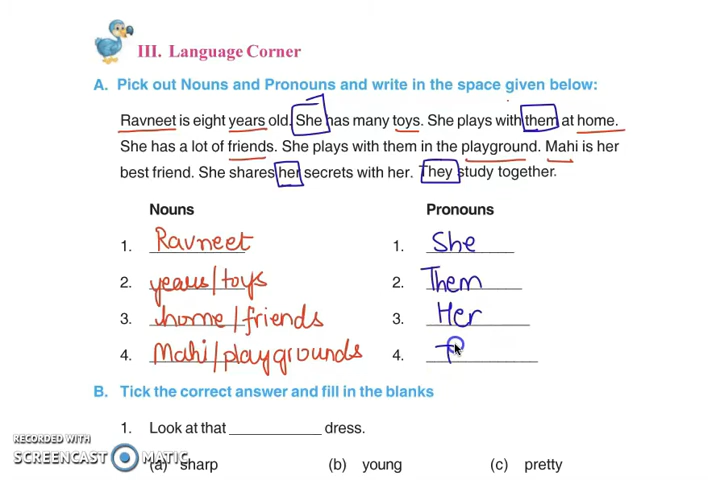 III. Language Corner
A. Pick out Nouns and Pronouns and write in the space given below:
Ravneet is eight years old. She has many toys. She plays with them at home.
She has a lot of friends. She plays with them in the playground. Mahi is her
best friend. She shares her secrets with her. They study together.
Nouns Pronouns
1. Ravneet 1. She
2. years/toys 2. Them
3. home/friends 3. Her
4. Mahi/playgrounds 4.
B. Tick the correct answer and fill in the blanks
1. Look at that ____________ dress.
(a) sharp (b) young (c) pretty
RECORDED WITH
SCREENCAST MATIC